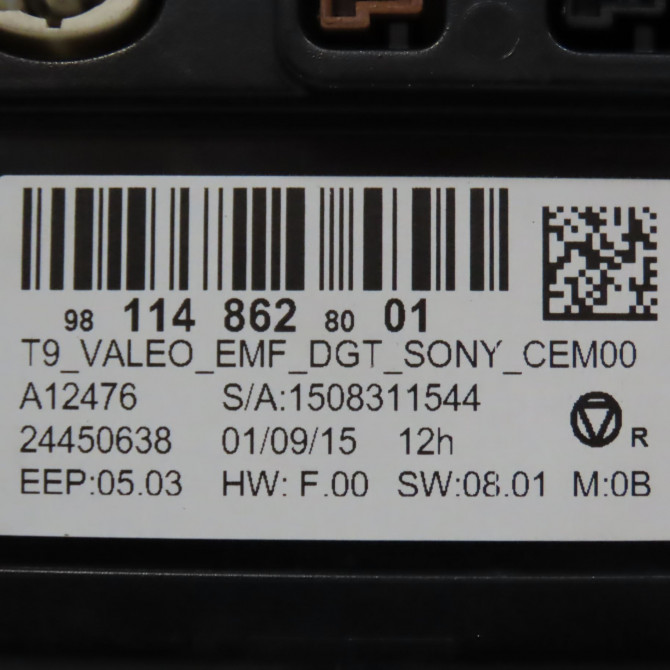 98 114 862 80 01
T9_VALEO_EMF_DGT_SONY_CEM00
A12476 S/A:1508311544
24450638 01/09/15 12h
R
EEP:05.03 HW: F.00 SW:08.01 M:0B